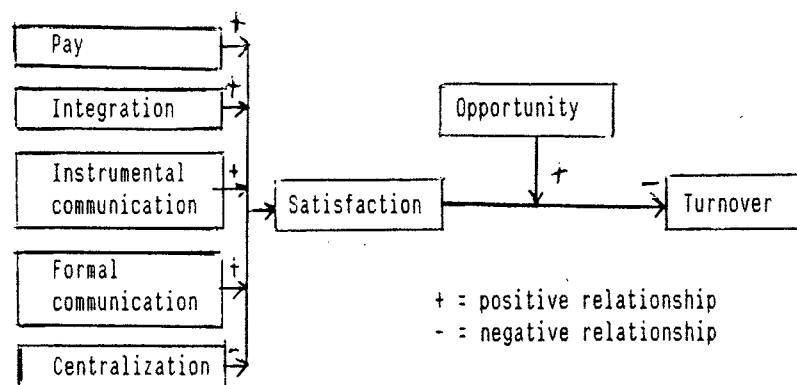 +
Pay
+
Integration
Opportunity
+
Instrumental
communication
+
Satisfaction
-
Turnover
+
Formal
communication
+ = positive relationship
- = negative relationship
-
Centralization